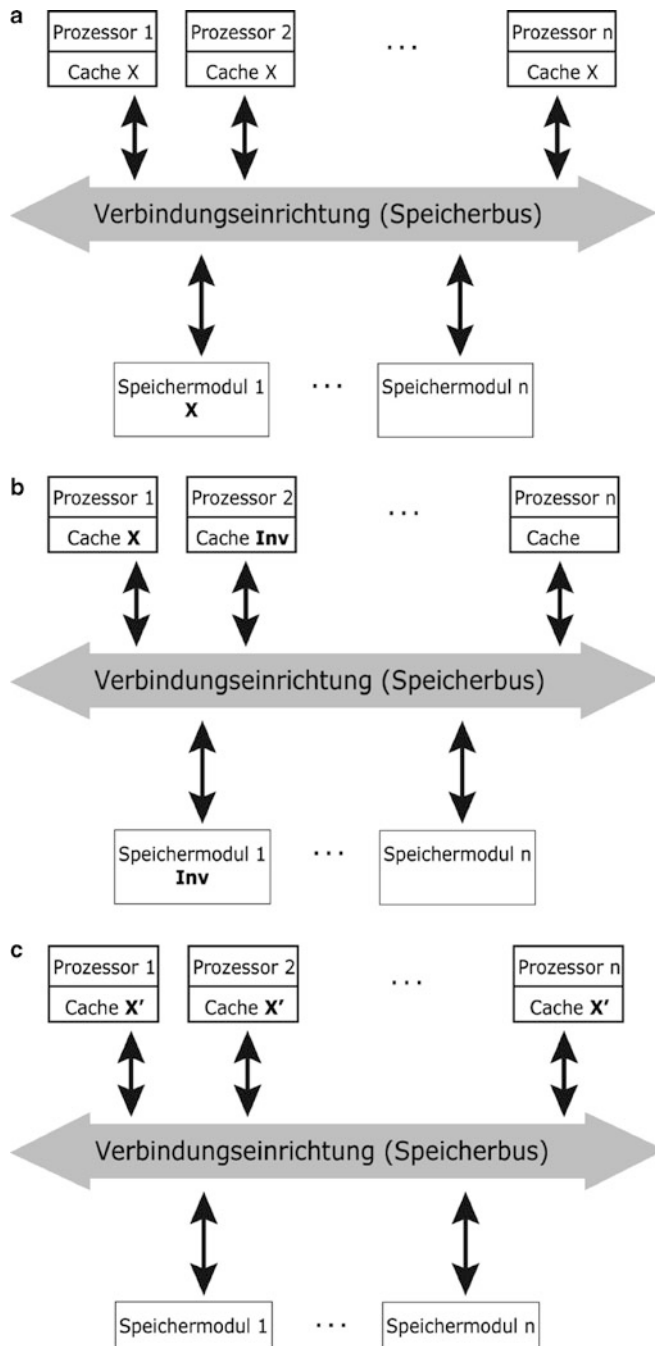 a
Prozessor 1 Prozessor 2 ... Prozessor n
Cache X Cache X Cache X
Verbindungseinrichtung (Speicherbus)
Speichermodul 1 ... Speichermodul n
X
b
Prozessor 1 Prozessor 2 ... Prozessor n
Cache X Cache Inv Cache
Verbindungseinrichtung (Speicherbus)
Speichermodul 1 ... Speichermodul n
Inv
c
Prozessor 1 Prozessor 2 ... Prozessor n
Cache X’ Cache X’ Cache X’
Verbindungseinrichtung (Speicherbus)
Speichermodul 1 ... Speichermodul n